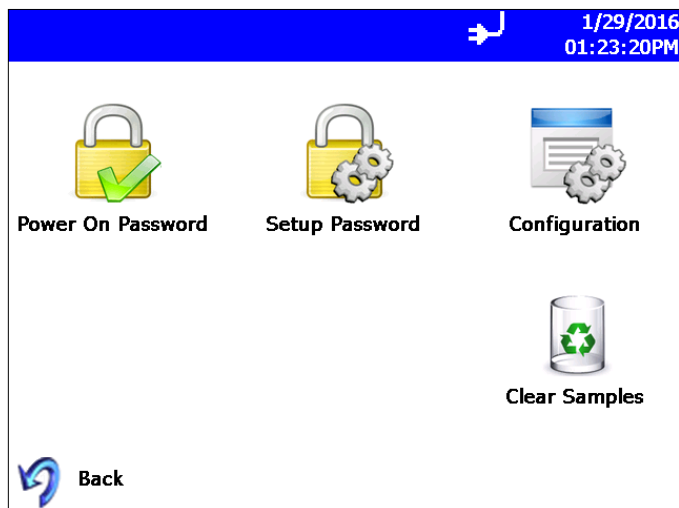 1/29/2016
01:23:20PM
Power On Password
Setup Password
Configuration
Clear Samples
Back